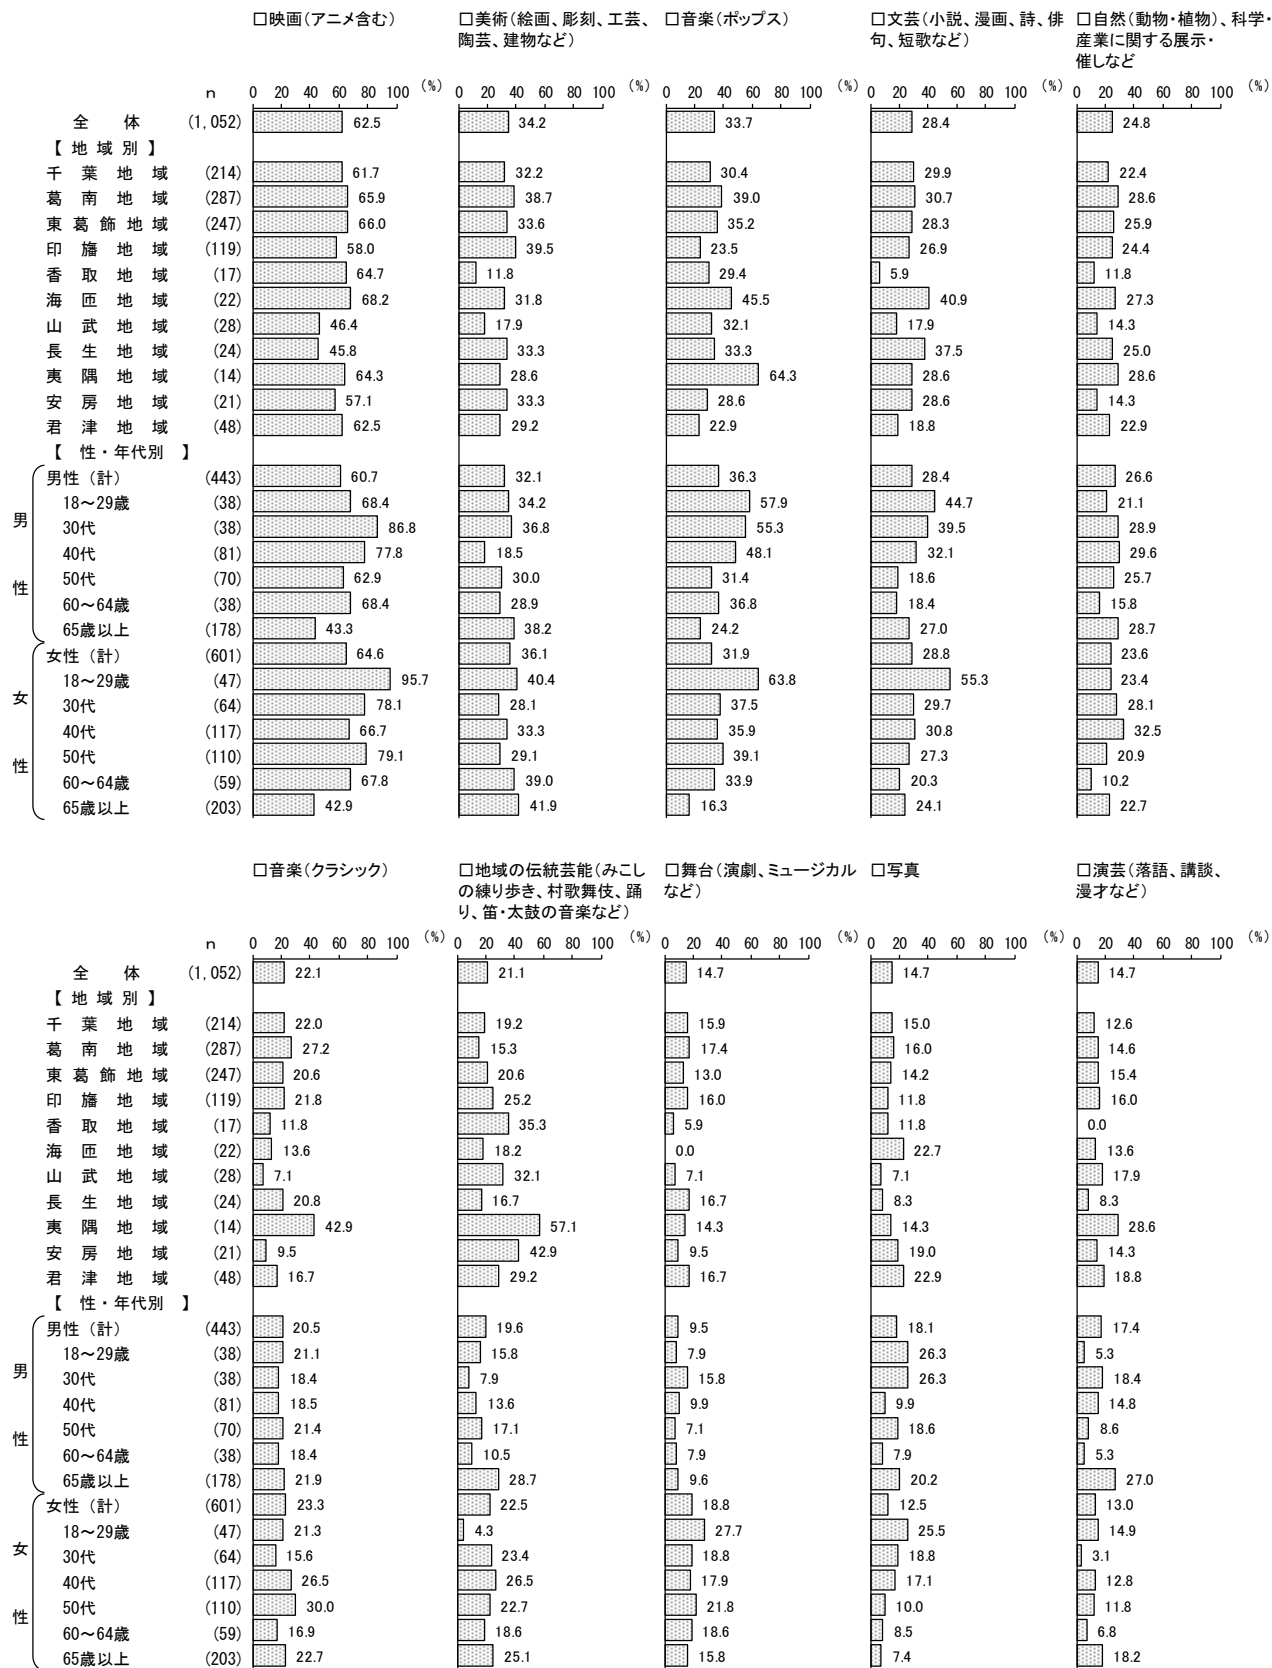 □映画(アニメ含む) □美術(絵画、彫刻、工芸、 □音楽(ポップス) □文芸(小説、漫画、詩、俳 □自然(動物・植物)、科学・
陶芸、建物など) 句、短歌など) 産業に関する展示・
催しなど
n 0 20 40 60 80 100 (%) 0 20 40 60 80 100 (%) 0 20 40 60 80 100 (%) 0 20 40 60 80 100 (%) 0 20 40 60 80 100 (%)
全体 (1,052) 62.5 34.2 33.7 28.4 24.8
【地域別】
千葉地域 (214) 61.7 32.2 30.4 29.9 22.4
葛南地域 (287) 65.9 38.7 39.0 30.7 28.6
東葛飾地域 (247) 66.0 33.6 35.2 28.3 25.9
印旛地域 (119) 58.0 39.5 23.5 26.9 24.4
香取地域 (17) 64.7 11.8 29.4 5.9 11.8
海匝地域 (22) 68.2 31.8 45.5 40.9 27.3
山武地域 (28) 46.4 17.9 32.1 17.9 14.3
長生地域 (24) 45.8 33.3 33.3 37.5 25.0
夷隅地域 (14) 64.3 28.6 64.3 28.6 28.6
安房地域 (21) 57.1 33.3 28.6 28.6 14.3
君津地域 (48) 62.5 29.2 22.9 18.8 22.9
【性・年代別】
男性(計) (443) 60.7 32.1 36.3 28.4 26.6
18~29歳 (38) 68.4 34.2 57.9 44.7 21.1
男 30代 (38) 86.8 36.8 55.3 39.5 28.9
40代 (81) 77.8 18.5 48.1 32.1 29.6
性 50代 (70) 62.9 30.0 31.4 18.6 25.7
60~64歳 (38) 68.4 28.9 36.8 18.4 15.8
65歳以上 (178) 43.3 38.2 24.2 27.0 28.7
女性(計) (601) 64.6 36.1 31.9 28.8 23.6
18~29歳 (47) 95.7 40.4 63.8 55.3 23.4
女 30代 (64) 78.1 28.1 37.5 29.7 28.1
40代 (117) 66.7 33.3 35.9 30.8 32.5
性 50代 (110) 79.1 29.1 39.1 27.3 20.9
60~64歳 (59) 67.8 39.0 33.9 20.3 10.2
65歳以上 (203) 42.9 41.9 16.3 24.1 22.7
□音楽(クラシック) □地域の伝統芸能(みこし □舞台(演劇、ミュージカル □写真 □演芸(落語、講談、
の練り歩き、村歌舞伎、踊 など) 漫才など)
り、笛・太鼓の音楽など)
n 0 20 40 60 80 100 (%) 0 20 40 60 80 100 (%) 0 20 40 60 80 100 (%) 0 20 40 60 80 100 (%) 0 20 40 60 80 100 (%)
全体 (1,052) 22.1 21.1 14.7 14.7 14.7
【地域別】
千葉地域 (214) 22.0 19.2 15.9 15.0 12.6
葛南地域 (287) 27.2 15.3 17.4 16.0 14.6
東葛飾地域 (247) 20.6 20.6 13.0 14.2 15.4
印旛地域 (119) 21.8 25.2 16.0 11.8 16.0
香取地域 (17) 11.8 35.3 5.9 11.8 0.0
海匝地域 (22) 13.6 18.2 0.0 22.7 13.6
山武地域 (28) 7.1 32.1 7.1 7.1 17.9
長生地域 (24) 20.8 16.7 16.7 8.3 8.3
夷隅地域 (14) 42.9 57.1 14.3 14.3 28.6
安房地域 (21) 9.5 42.9 9.5 19.0 14.3
君津地域 (48) 16.7 29.2 16.7 22.9 18.8
【性・年代別】
男性(計) (443) 20.5 19.6 9.5 18.1 17.4
18~29歳 (38) 21.1 15.8 7.9 26.3 5.3
男 30代 (38) 18.4 7.9 15.8 26.3 18.4
40代 (81) 18.5 13.6 9.9 9.9 14.8
性 50代 (70) 21.4 17.1 7.1 18.6 8.6
60~64歳 (38) 18.4 10.5 7.9 7.9 5.3
65歳以上 (178) 21.9 28.7 9.6 20.2 27.0
女性(計) (601) 23.3 22.5 18.8 12.5 13.0
18~29歳 (47) 21.3 4.3 27.7 25.5 14.9
女 30代 (64) 15.6 23.4 18.8 18.8 3.1
40代 (117) 26.5 26.5 17.9 17.1 12.8
性 50代 (110) 30.0 22.7 21.8 10.0 11.8
60~64歳 (59) 16.9 18.6 18.6 8.5 6.8
65歳以上 (203) 22.7 25.1 15.8 7.4 18.2